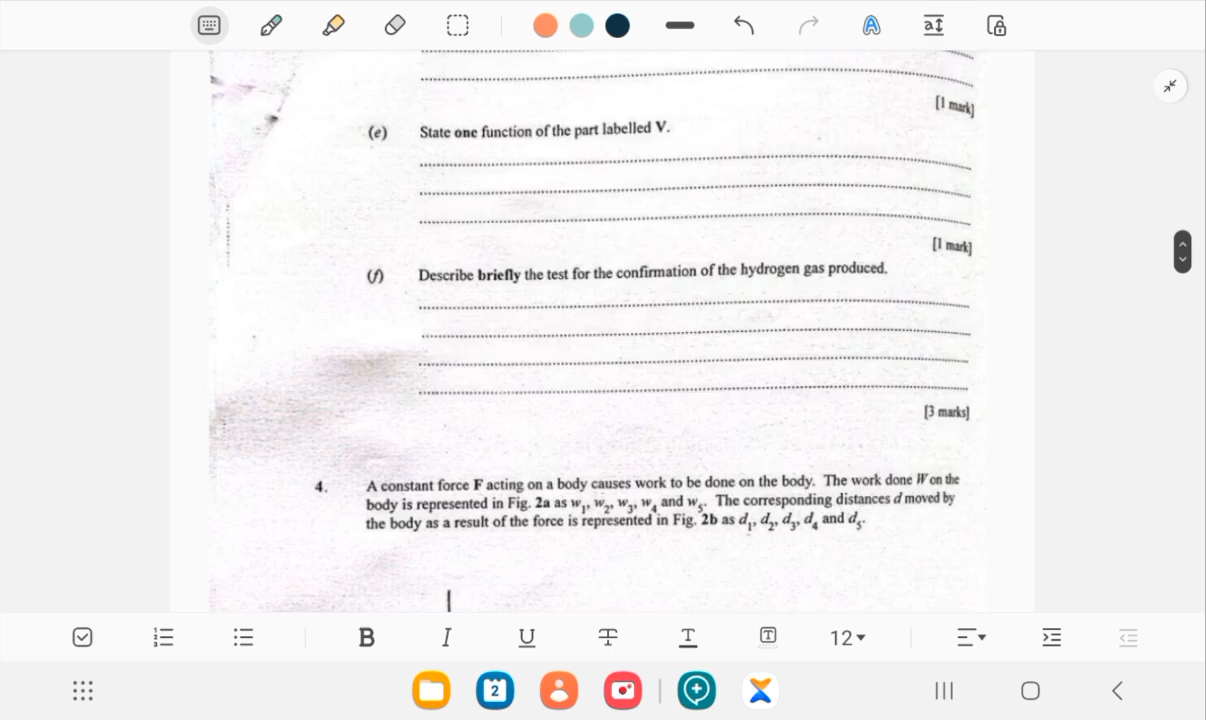 [1 mark]
(e) State one function of the part labelled V.
[1 mark]
(f) Describe briefly the test for the confirmation of the hydrogen gas produced.
[3 marks]
4. A constant force F acting on a body causes work to be done on the body. The work done W on the
body is represented in Fig. 2a as w₁, w₂, w₃, w₄ and w₅. The corresponding distances d moved by
the body as a result of the force is represented in Fig. 2b as d₁, d₂, d₃, d₄ and d₅.
B I U T T T 12
2